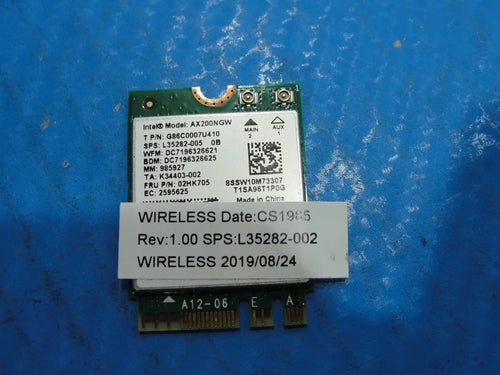 Intel® Model: AX200NGW
T P/N: G86C0007U410
SPS: L35282-005 0B
WFM: DC7196326621
BDM: DC7196326625
MM: 985927
TA: K34403-002
FRU P/N: 02HK705
EC: 2595625
MAIN AUX
2 1
8SSW10M73307
T1SA96T1P0G
Made in China
WIRELESS Date:CS1985
Rev:1.00 SPS:L35282-002
WIRELESS 2019/08/24
A12-06 E A